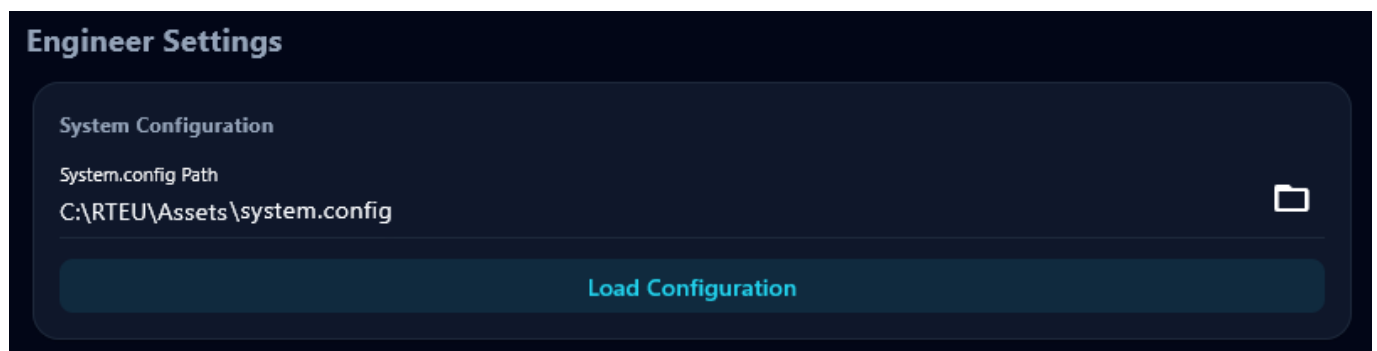 Engineer Settings
System Configuration
System.config Path
C:\RTEU\Assets\system.config
Load Configuration